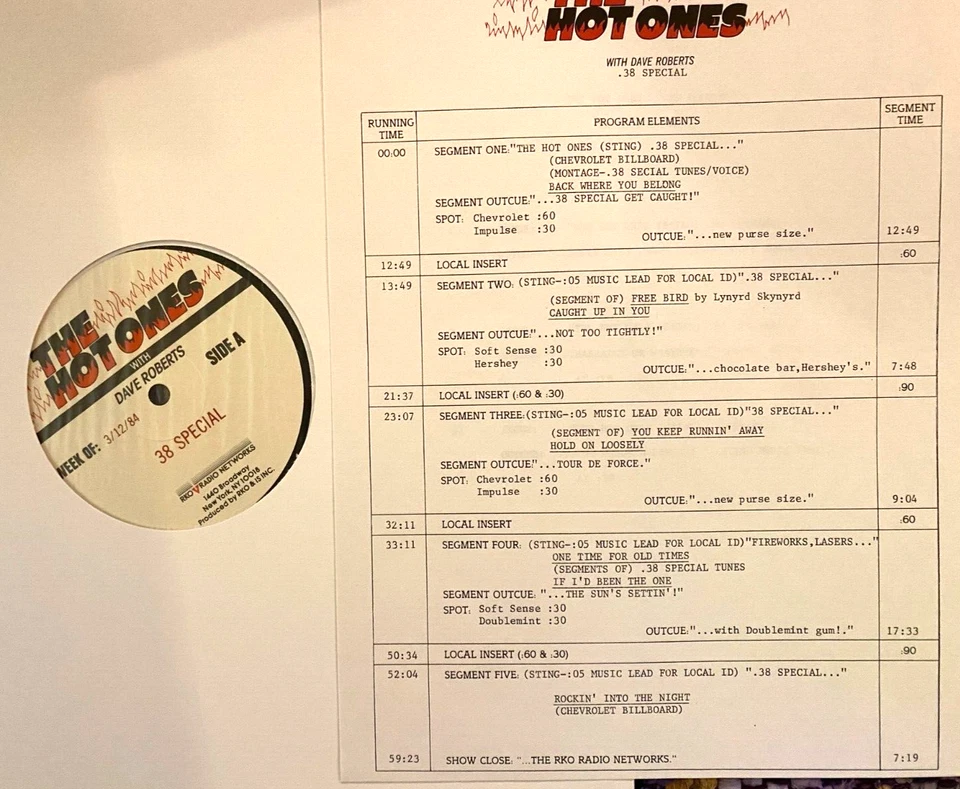 THE
HOT ONES
WITH
DAVE ROBERTS
SIDE A
WEEK OF: 3/12/84
38 SPECIAL
RKO RADIO NETWORKS
1440 Broadway
New York, NY 10018
Produced by RKO & IS INC.
THE
HOT ONES
WITH DAVE ROBERTS
.38 SPECIAL
RUNNING TIME PROGRAM ELEMENTS SEGMENT TIME
00:00 SEGMENT ONE:"THE HOT ONES (STING) .38 SPECIAL..."
(CHEVROLET BILLBOARD)
(MONTAGE-.38 SECIAL TUNES/VOICE)
BACK WHERE YOU BELONG
SEGMENT OUTCUE:"...38 SPECIAL GET CAUGHT!"
SPOT: Chevrolet :60
Impulse :30
OUTCUE:"...new purse size." 12:49
12:49 LOCAL INSERT :60
13:49 SEGMENT TWO: (STING-:05 MUSIC LEAD FOR LOCAL ID)".38 SPECIAL..."
(SEGMENT OF) FREE BIRD by Lynyrd Skynyrd
CAUGHT UP IN YOU
SEGMENT OUTCUE:"...NOT TOO TIGHTLY!"
SPOT: Soft Sense :30
Hershey :30
OUTCUE:"...chocolate bar,Hershey's." 7:48
21:37 LOCAL INSERT (:60 & :30) :90
23:07 SEGMENT THREE:(STING-:05 MUSIC LEAD FOR LOCAL ID)"38 SPECIAL..."
(SEGMENT OF) YOU KEEP RUNNIN' AWAY
HOLD ON LOOSELY
SEGMENT OUTCUE:"...TOUR DE FORCE."
SPOT: Chevrolet :60
Impulse :30
OUTCUE:"...new purse size." 9:04
32:11 LOCAL INSERT :60
33:11 SEGMENT FOUR: (STING-:05 MUSIC LEAD FOR LOCAL ID)"FIREWORKS,LASERS..."
ONE TIME FOR OLD TIMES
(SEGMENTS OF) .38 SPECIAL TUNES
IF I'D BEEN THE ONE
SEGMENT OUTCUE: "...THE SUN'S SETTIN'!"
SPOT: Soft Sense :30
Doublemint :30
OUTCUE:"...with Doublemint gum!." 17:33
50:34 LOCAL INSERT (:60 & :30) :90
52:04 SEGMENT FIVE: (STING-:05 MUSIC LEAD FOR LOCAL ID) ".38 SPECIAL..."
ROCKIN' INTO THE NIGHT
(CHEVROLET BILLBOARD)
59:23 SHOW CLOSE: "...THE RKO RADIO NETWORKS." 7:19